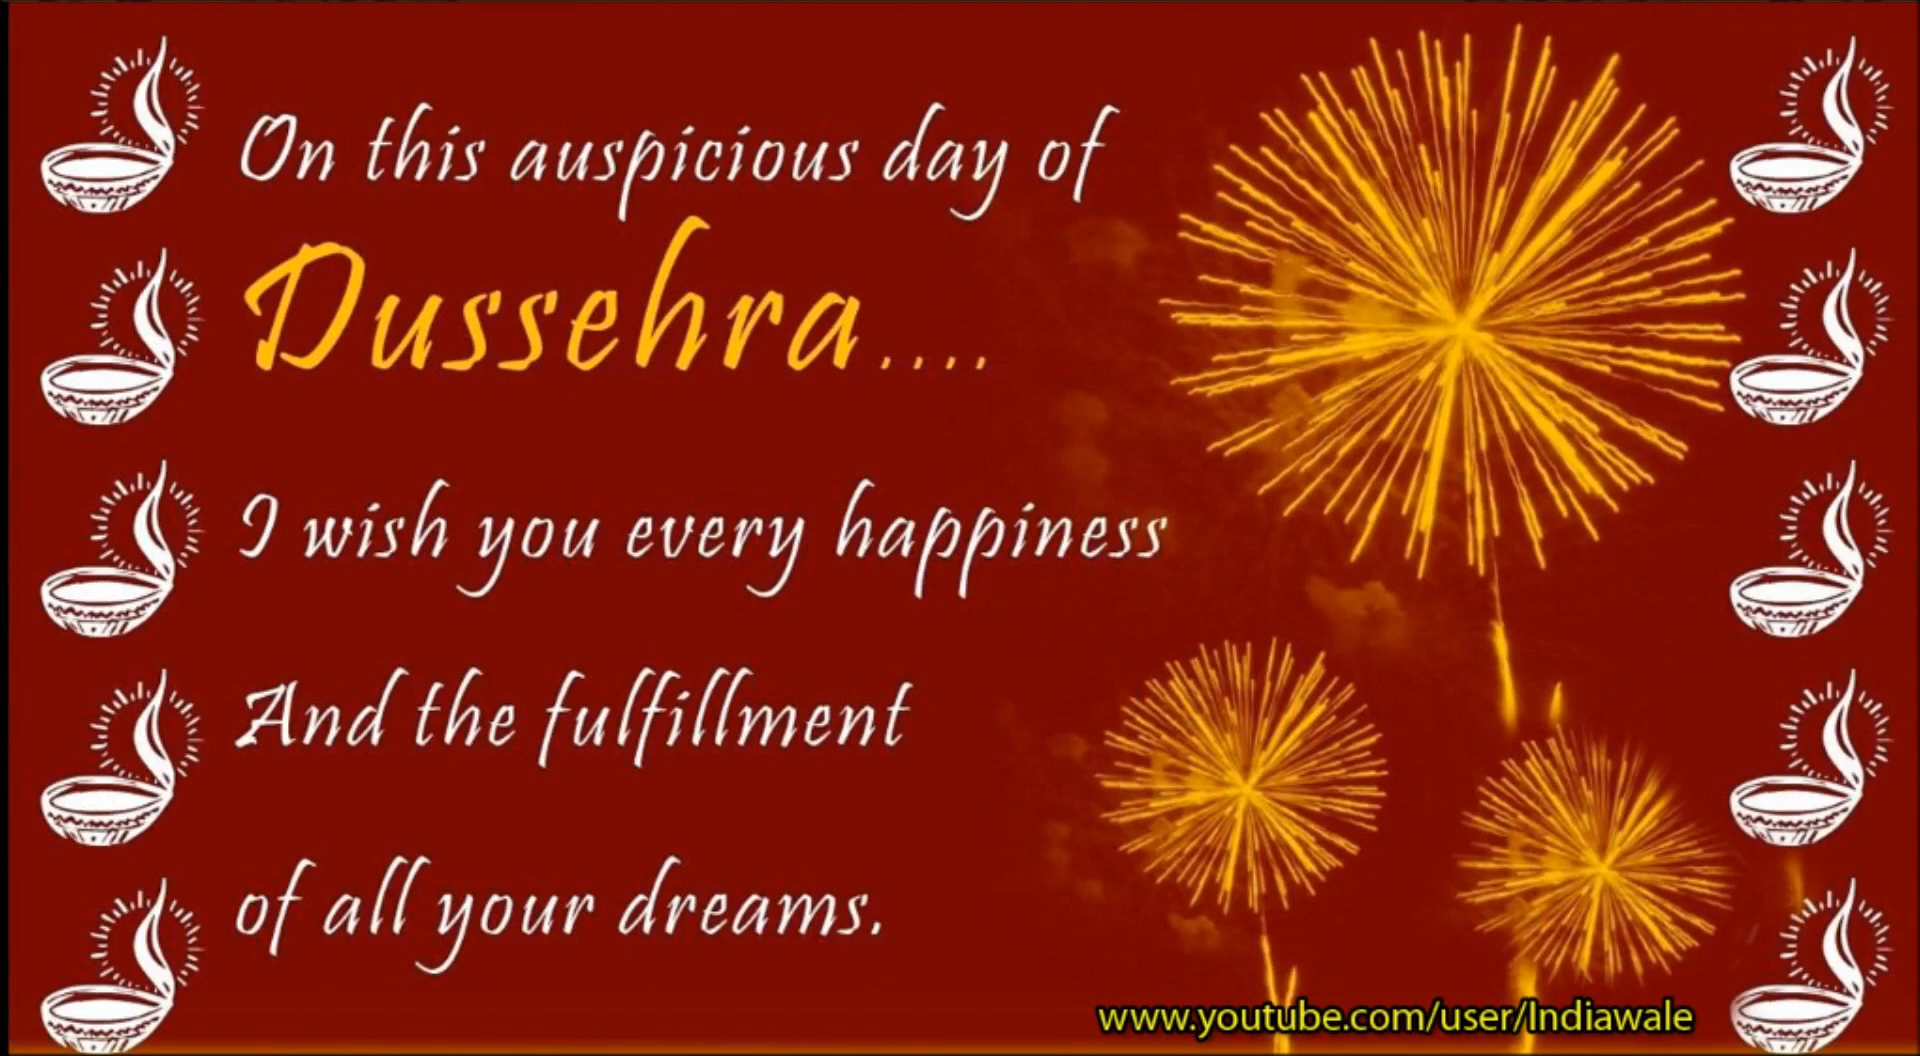 On this auspicious day of
Dussehra....
I wish you every happiness
And the fulfillment
of all your dreams.
www.youtube.com/user/Indiawale